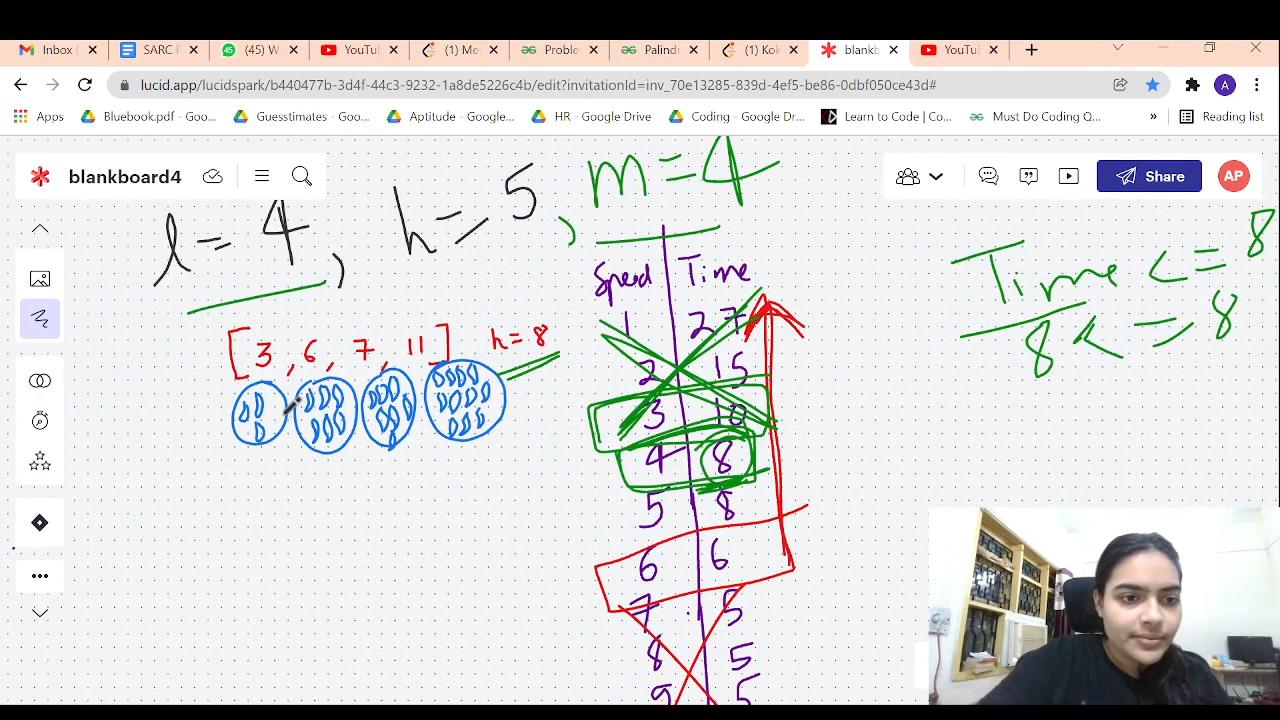 Inbox (
SARC F
(45) W
YouTu
(1) Me
Proble
Palind
(1) Kok
blankb
YouTu
lucid.app/lucidspark/b440477b-3d4f-44c3-9232-1a8de5226c4b/edit?invitationId=inv_70e13285-839d-4ef5-be86-0dbf050ce43d#
A
Apps
Bluebook.pdf - Goo...
Guesstimates - Goo...
Aptitude - Google...
HR - Google Drive
Coding - Google Dr...
Learn to Code | Co...
Must Do Coding Q...
»
Reading list
blankboard4
Share
AP
l = 4, h = 5, m = 4
Time <= 8
8 <= 8
[3, 6, 7, 11] h = 8
Speed Time
1 27
2 15
3 10
4 8
5 8
6 6
7 5
8 5
9 5